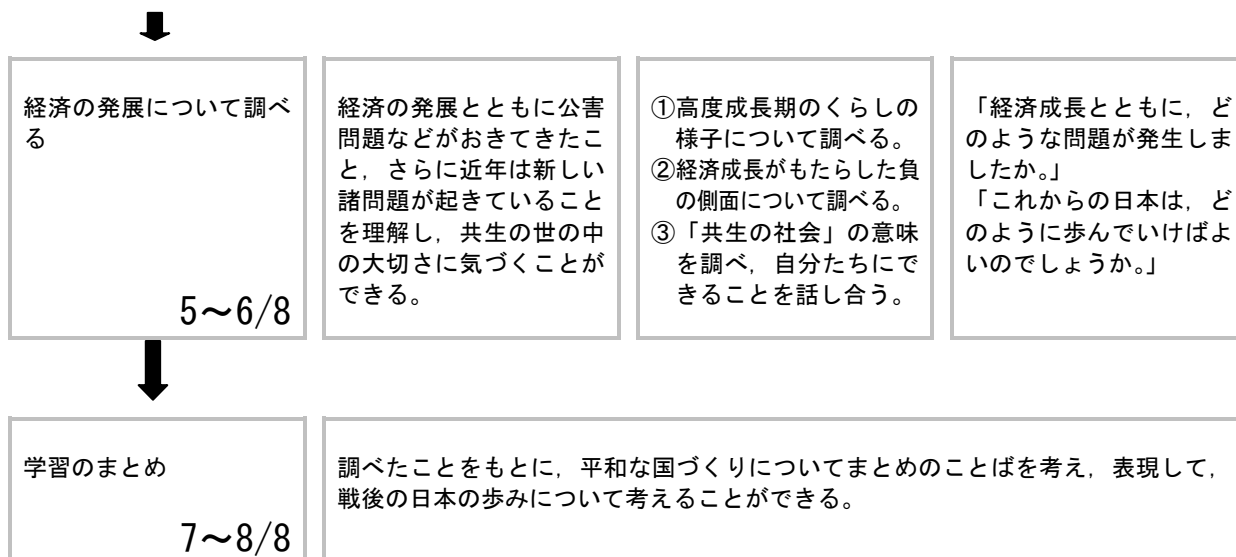 経済の発展について調べ
る
5～6/8
経済の発展とともに公害
問題などがおきてきたこ
と，さらに近年は新しい
諸問題が起きていること
を理解し，共生の世の中
の大切さに気づくことが
できる。
①高度成長期のくらしの
様子について調べる。
②経済成長がもたらした負
の側面について調べる。
③「共生の社会」の意味
を調べ，自分たちにで
きることを話し合う。
「経済成長とともに，ど
のような問題が発生しま
したか。」
「これからの日本は，ど
のように歩んでいけばよ
いのでしょうか。」
学習のまとめ
7～8/8
調べたことをもとに，平和な国づくりについてまとめのことばを考え，表現して，
戦後の日本の歩みについて考えることができる。